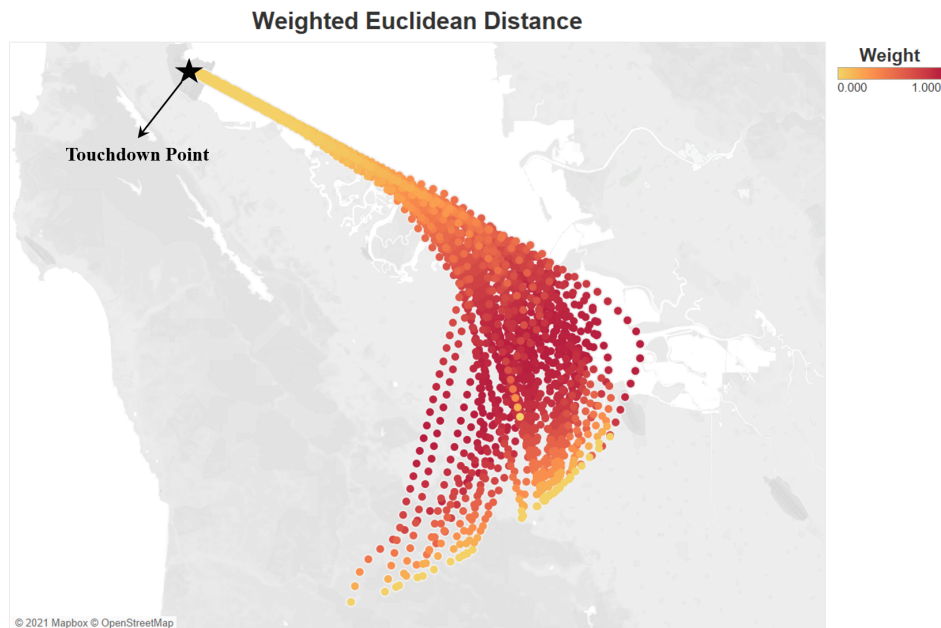 Weighted Euclidean Distance
Weight
0.000 1.000
Touchdown Point
© 2021 Mapbox © OpenStreetMap